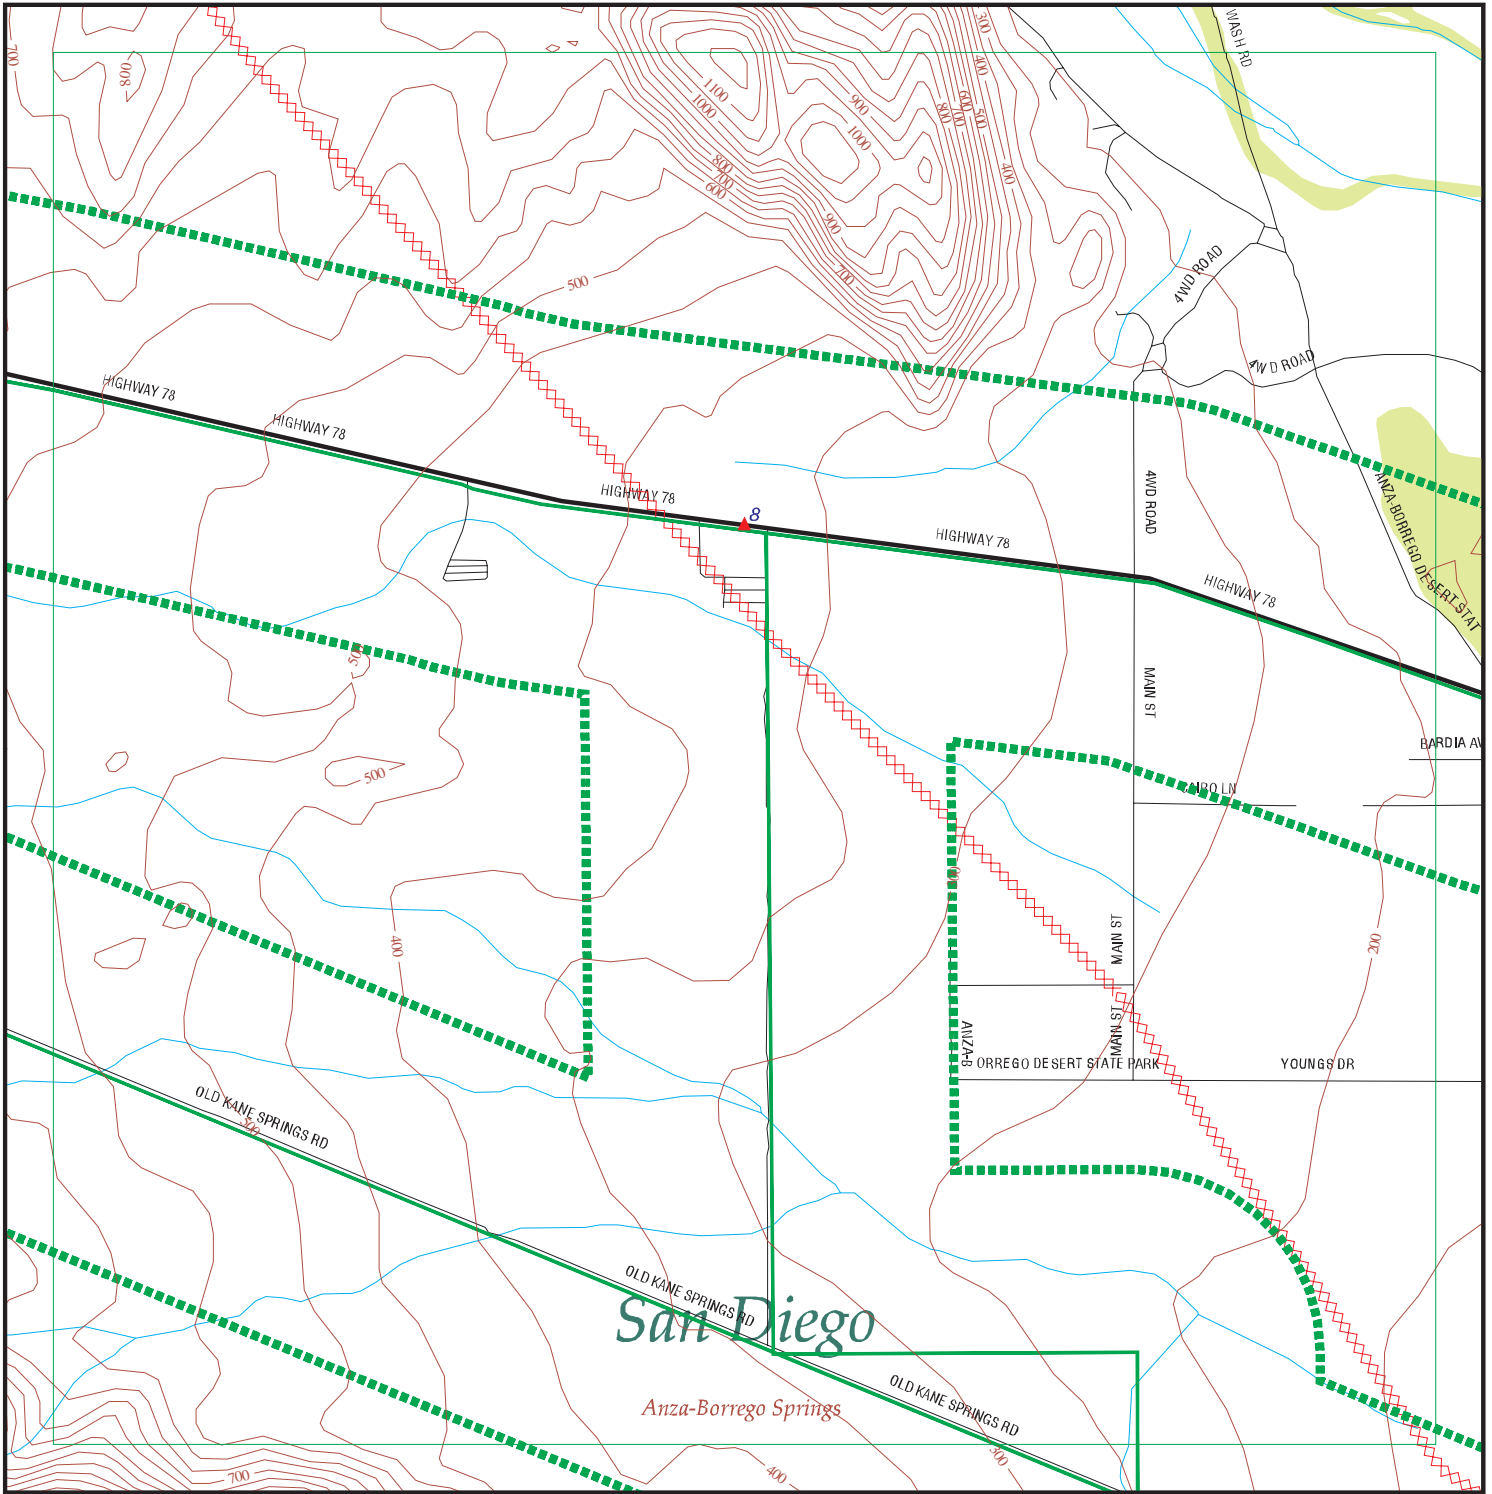 700
800
1100
1000
900
1000
800
700
600
900
700
300
400
600
500
800
700
400
500
WASH RD
4WD ROAD
4WD ROAD
HIGHWAY 78
HIGHWAY 78
HIGHWAY 78
8
HIGHWAY 78
HIGHWAY 78
4WD ROAD
ANZA-BORREGO DESERT STAT
MAIN ST
BARDIA AV
CAIRO LN
500
500
400
200
MAIN ST
MAIN ST
ANZA-B
ORREGO DESERT STATE PARK
YOUNGS DR
OLD KANE SPRINGS RD
500
OLD KANE SPRINGS RD
San Diego
Anza-Borrego Springs
OLD KANE SPRINGS RD
700
400
300